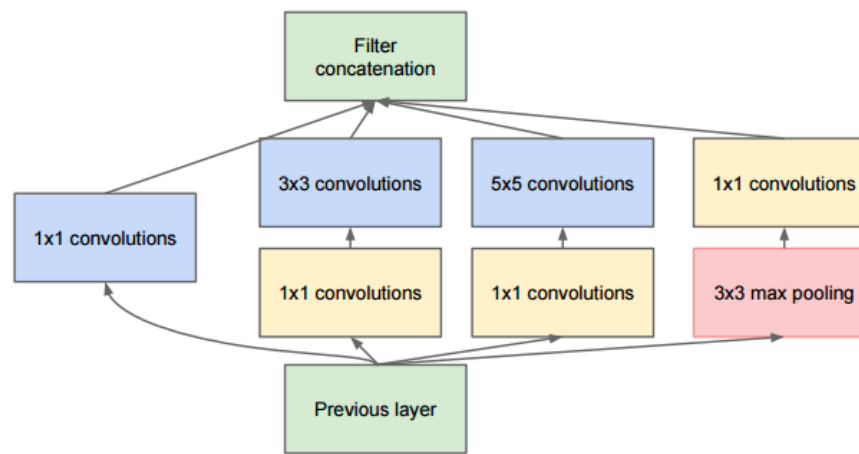 Filter
concatenation
3x3 convolutions
5x5 convolutions
1x1 convolutions
1x1 convolutions
1x1 convolutions
1x1 convolutions
3x3 max pooling
Previous layer